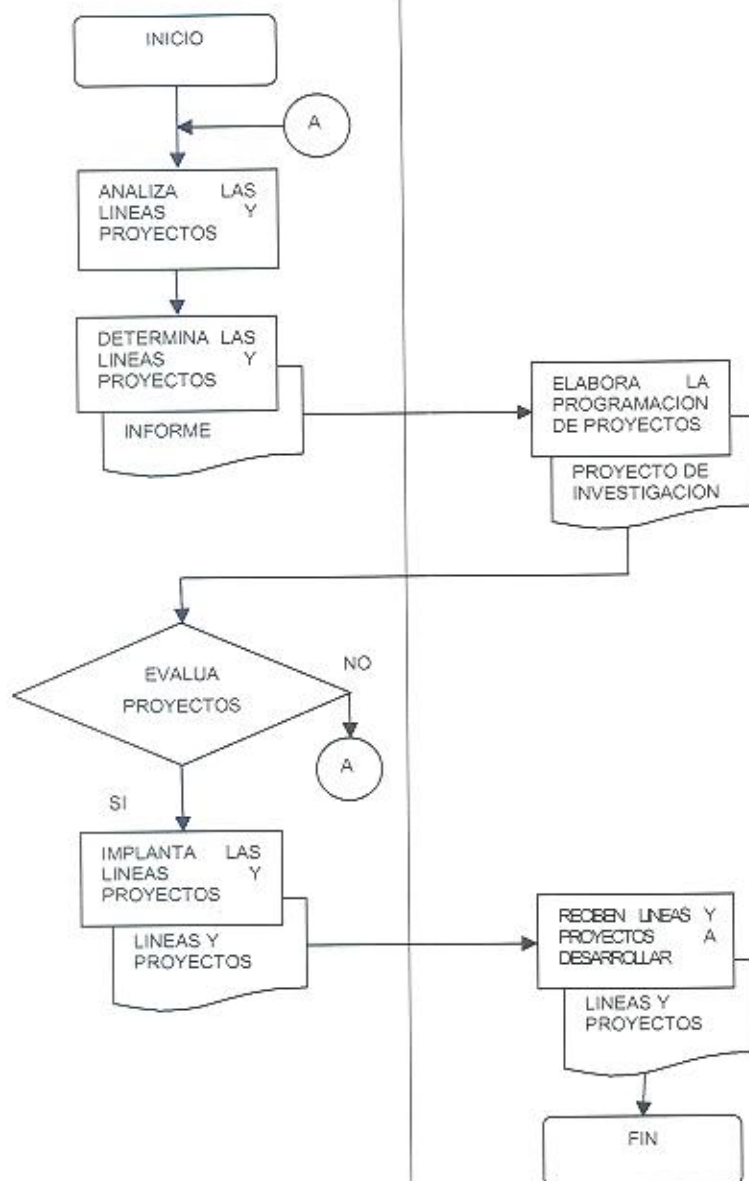 INICIO
A
ANALIZA LAS
LINEAS Y
PROYECTOS
DETERMINA LAS
LINEAS Y
PROYECTOS
INFORME
ELABORA LA
PROGRAMACION
DE PROYECTOS
PROYECTO DE
INVESTIGACION
EVALUA
PROYECTOS
NO
A
SI
IMPLANTA LAS
LINEAS Y
PROYECTOS
LINEAS Y
PROYECTOS
RECIBEN LINEAS Y
PROYECTOS A
DESARROLLAR
LINEAS Y
PROYECTOS
FIN